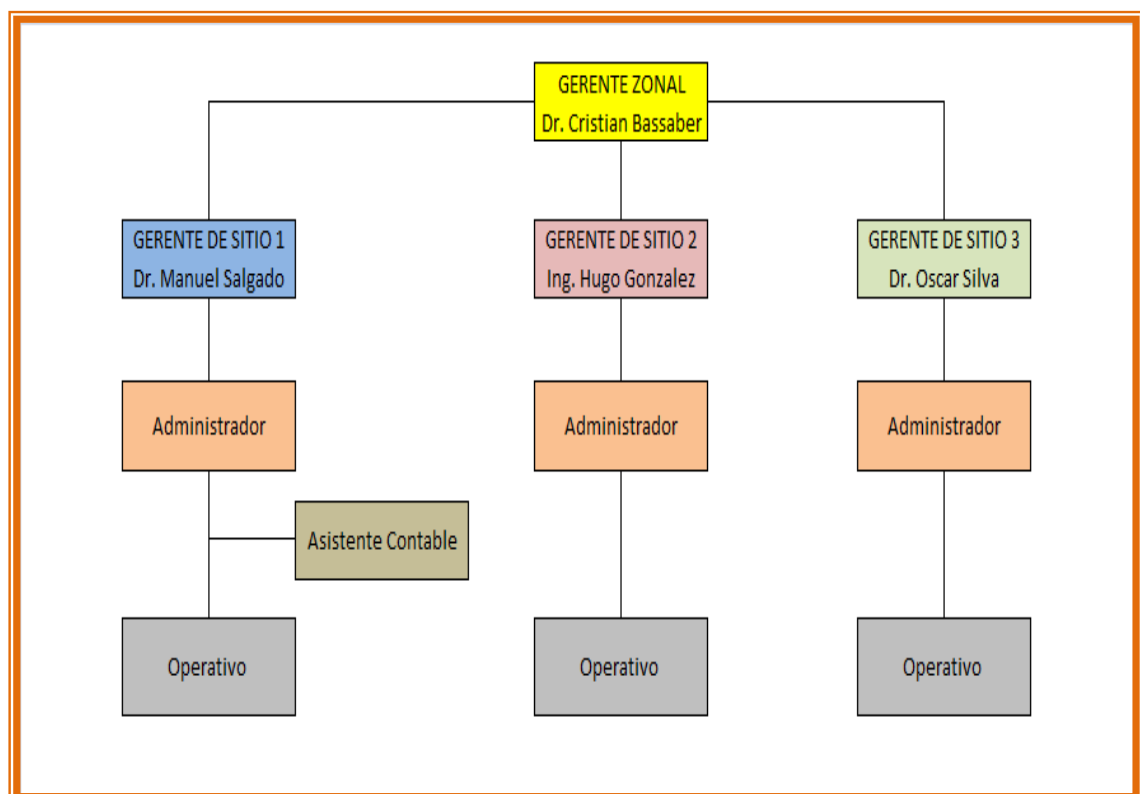 GERENTE ZONAL
Dr. Cristian Bassaber
GERENTE DE SITIO 1
Dr. Manuel Salgado
GERENTE DE SITIO 2
Ing. Hugo Gonzalez
GERENTE DE SITIO 3
Dr. Oscar Silva
Administrador
Administrador
Administrador
Asistente Contable
Operativo
Operativo
Operativo